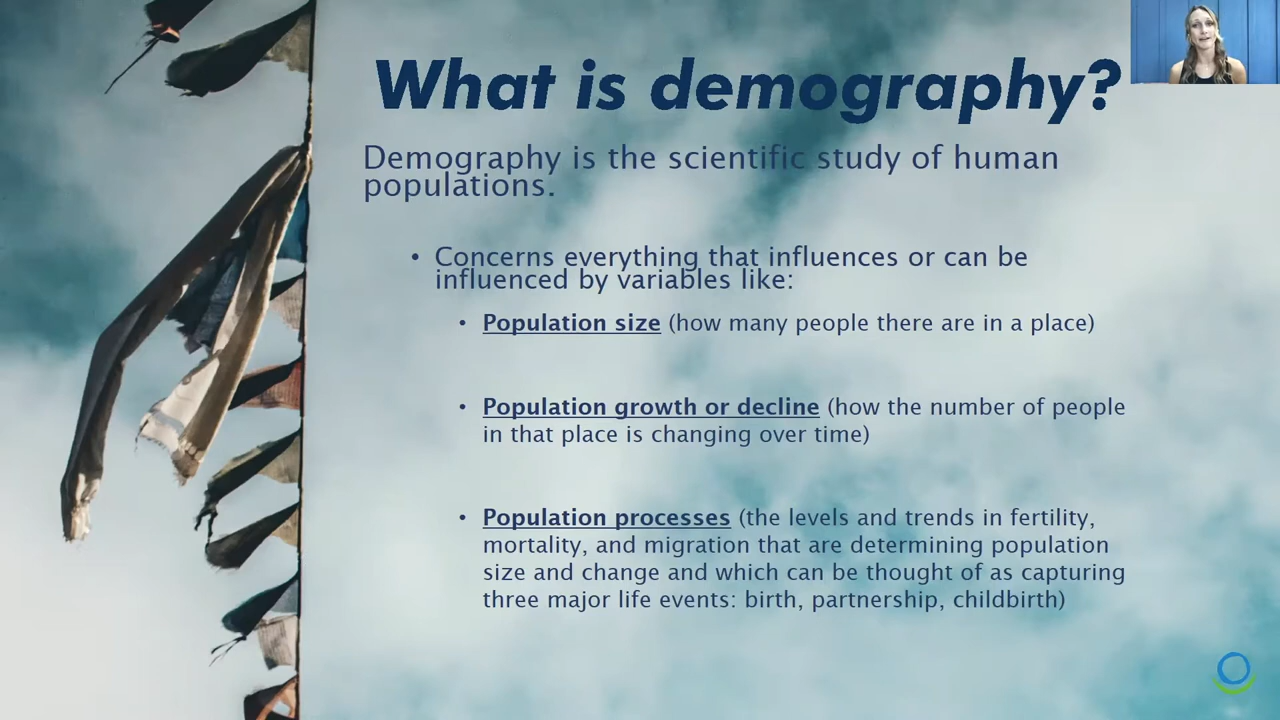 What is demography?
Demography is the scientific study of human
populations.
• Concerns everything that influences or can be
influenced by variables like:
• Population size (how many people there are in a place)
• Population growth or decline (how the number of people
in that place is changing over time)
• Population processes (the levels and trends in fertility,
mortality, and migration that are determining population
size and change and which can be thought of as capturing
three major life events: birth, partnership, childbirth)